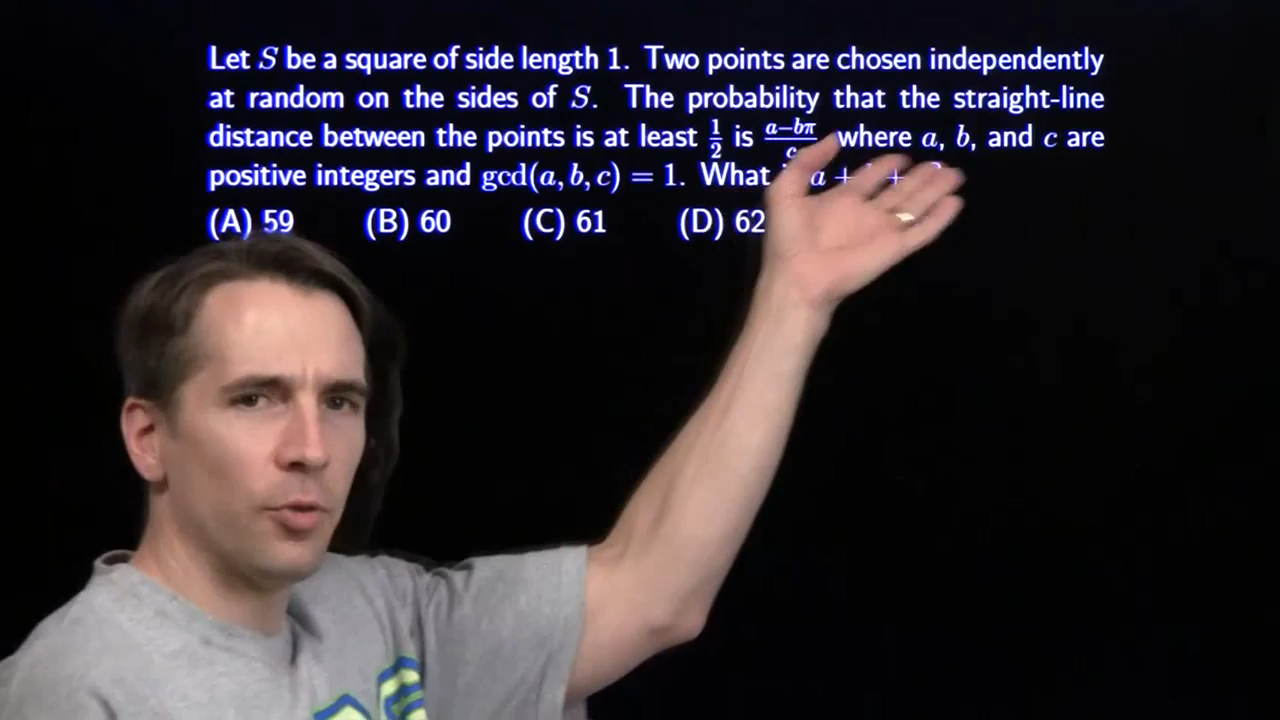 Let S be a square of side length 1. Two points are chosen independently
at random on the sides of S. The probability that the straight-line
distance between the points is at least 1/2 is (a−bπ)/c where a, b, and c are
positive integers and gcd(a, b, c) = 1. What a +
(A) 59 (B) 60 (C) 61 (D) 62